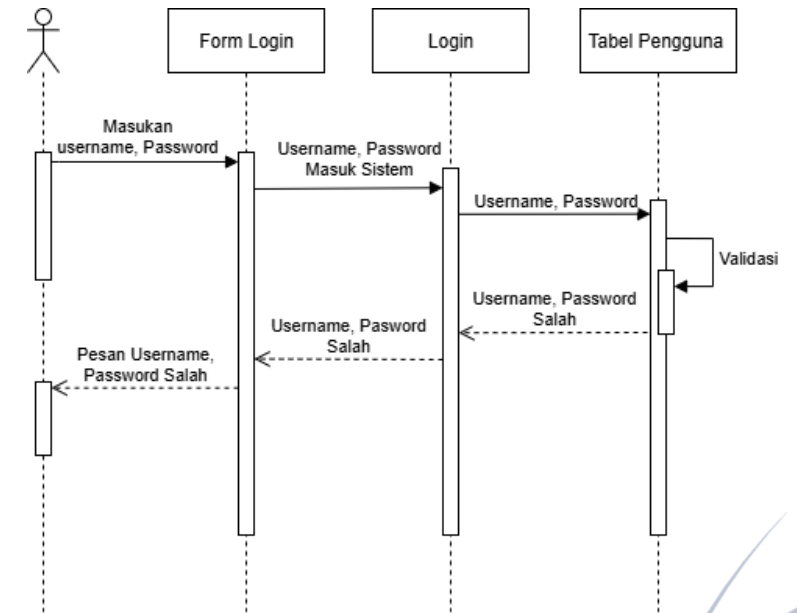 Form Login
Login
Tabel Pengguna
Masukan
username, Password
Username, Password
Masuk Sistem
Username, Password
Validasi
Username, Password
Salah
Username, Pasword
Salah
Pesan Username,
Password Salah